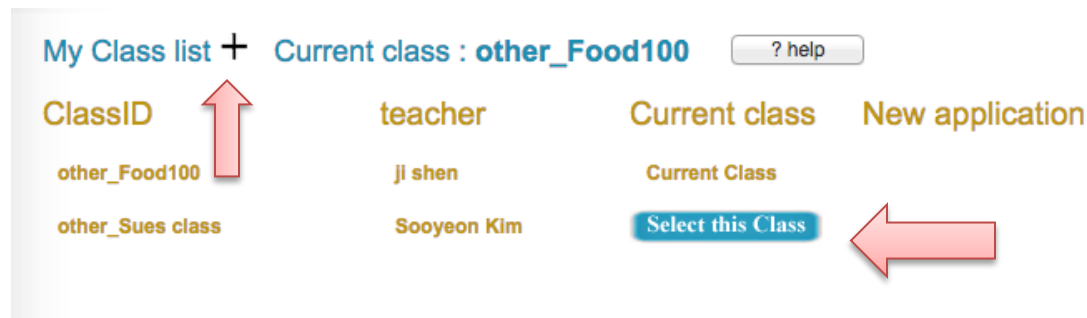 My Class list + Current class : other_Food100 ? help
ClassID teacher Current class New application
other_Food100 ji shen Current Class
other_Sues class Sooyeon Kim Select this Class